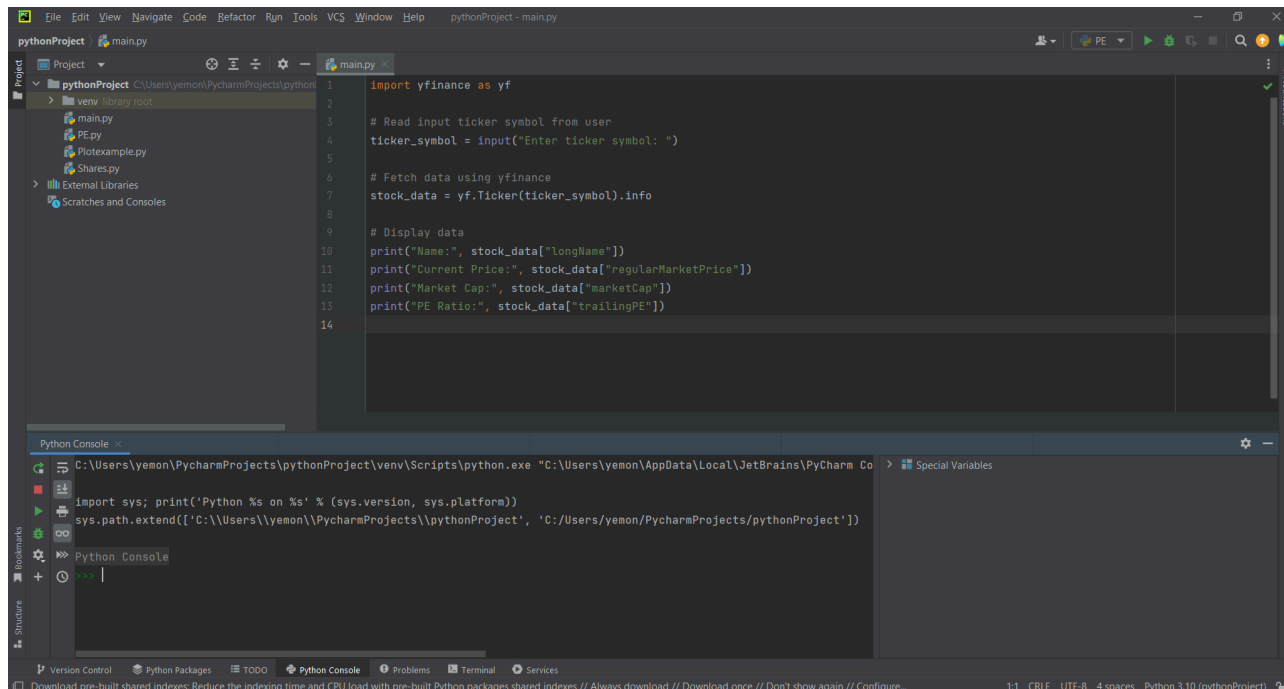 File Edit View Navigate Code Refactor Run Tools VCS Window Help pythonProject - main.py
pythonProject main.py PE
Project
Project
main.py
pythonProject C:\Users\yemon\PycharmProjects\python
venv library root
main.py
PE.py
Plotexample.py
Shares.py
External Libraries
Scratches and Consoles
1 import yfinance as yf
2
3 # Read input ticker symbol from user
4 ticker_symbol = input("Enter ticker symbol: ")
5
6 # Fetch data using yfinance
7 stock_data = yf.Ticker(ticker_symbol).info
8
9 # Display data
10 print("Name:", stock_data["longName"])
11 print("Current Price:", stock_data["regularMarketPrice"])
12 print("Market Cap:", stock_data["marketCap"])
13 print("PE Ratio:", stock_data["trailingPE"])
14
Python Console
C:\Users\yemon\PycharmProjects\pythonProject\venv\Scripts\python.exe "C:\Users\yemon\AppData\Local\JetBrains\PyCharm Co
import sys; print('Python %s on %s' % (sys.version, sys.platform))
sys.path.extend(['C:\\Users\\yemon\\PycharmProjects\\pythonProject', 'C:/Users/yemon/PycharmProjects/pythonProject'])
Python Console
>>>
Special Variables
Bookmarks
Structure
Version Control Python Packages TODO Python Console Problems Terminal Services
Download pre-built shared indexes: Reduce the indexing time and CPU load with pre-built Python packages shared indexes // Always download // Download once // Don't show again // Configure... 1:1 CRLF UTF-8 4 spaces Python 3.10 (pythonProject)